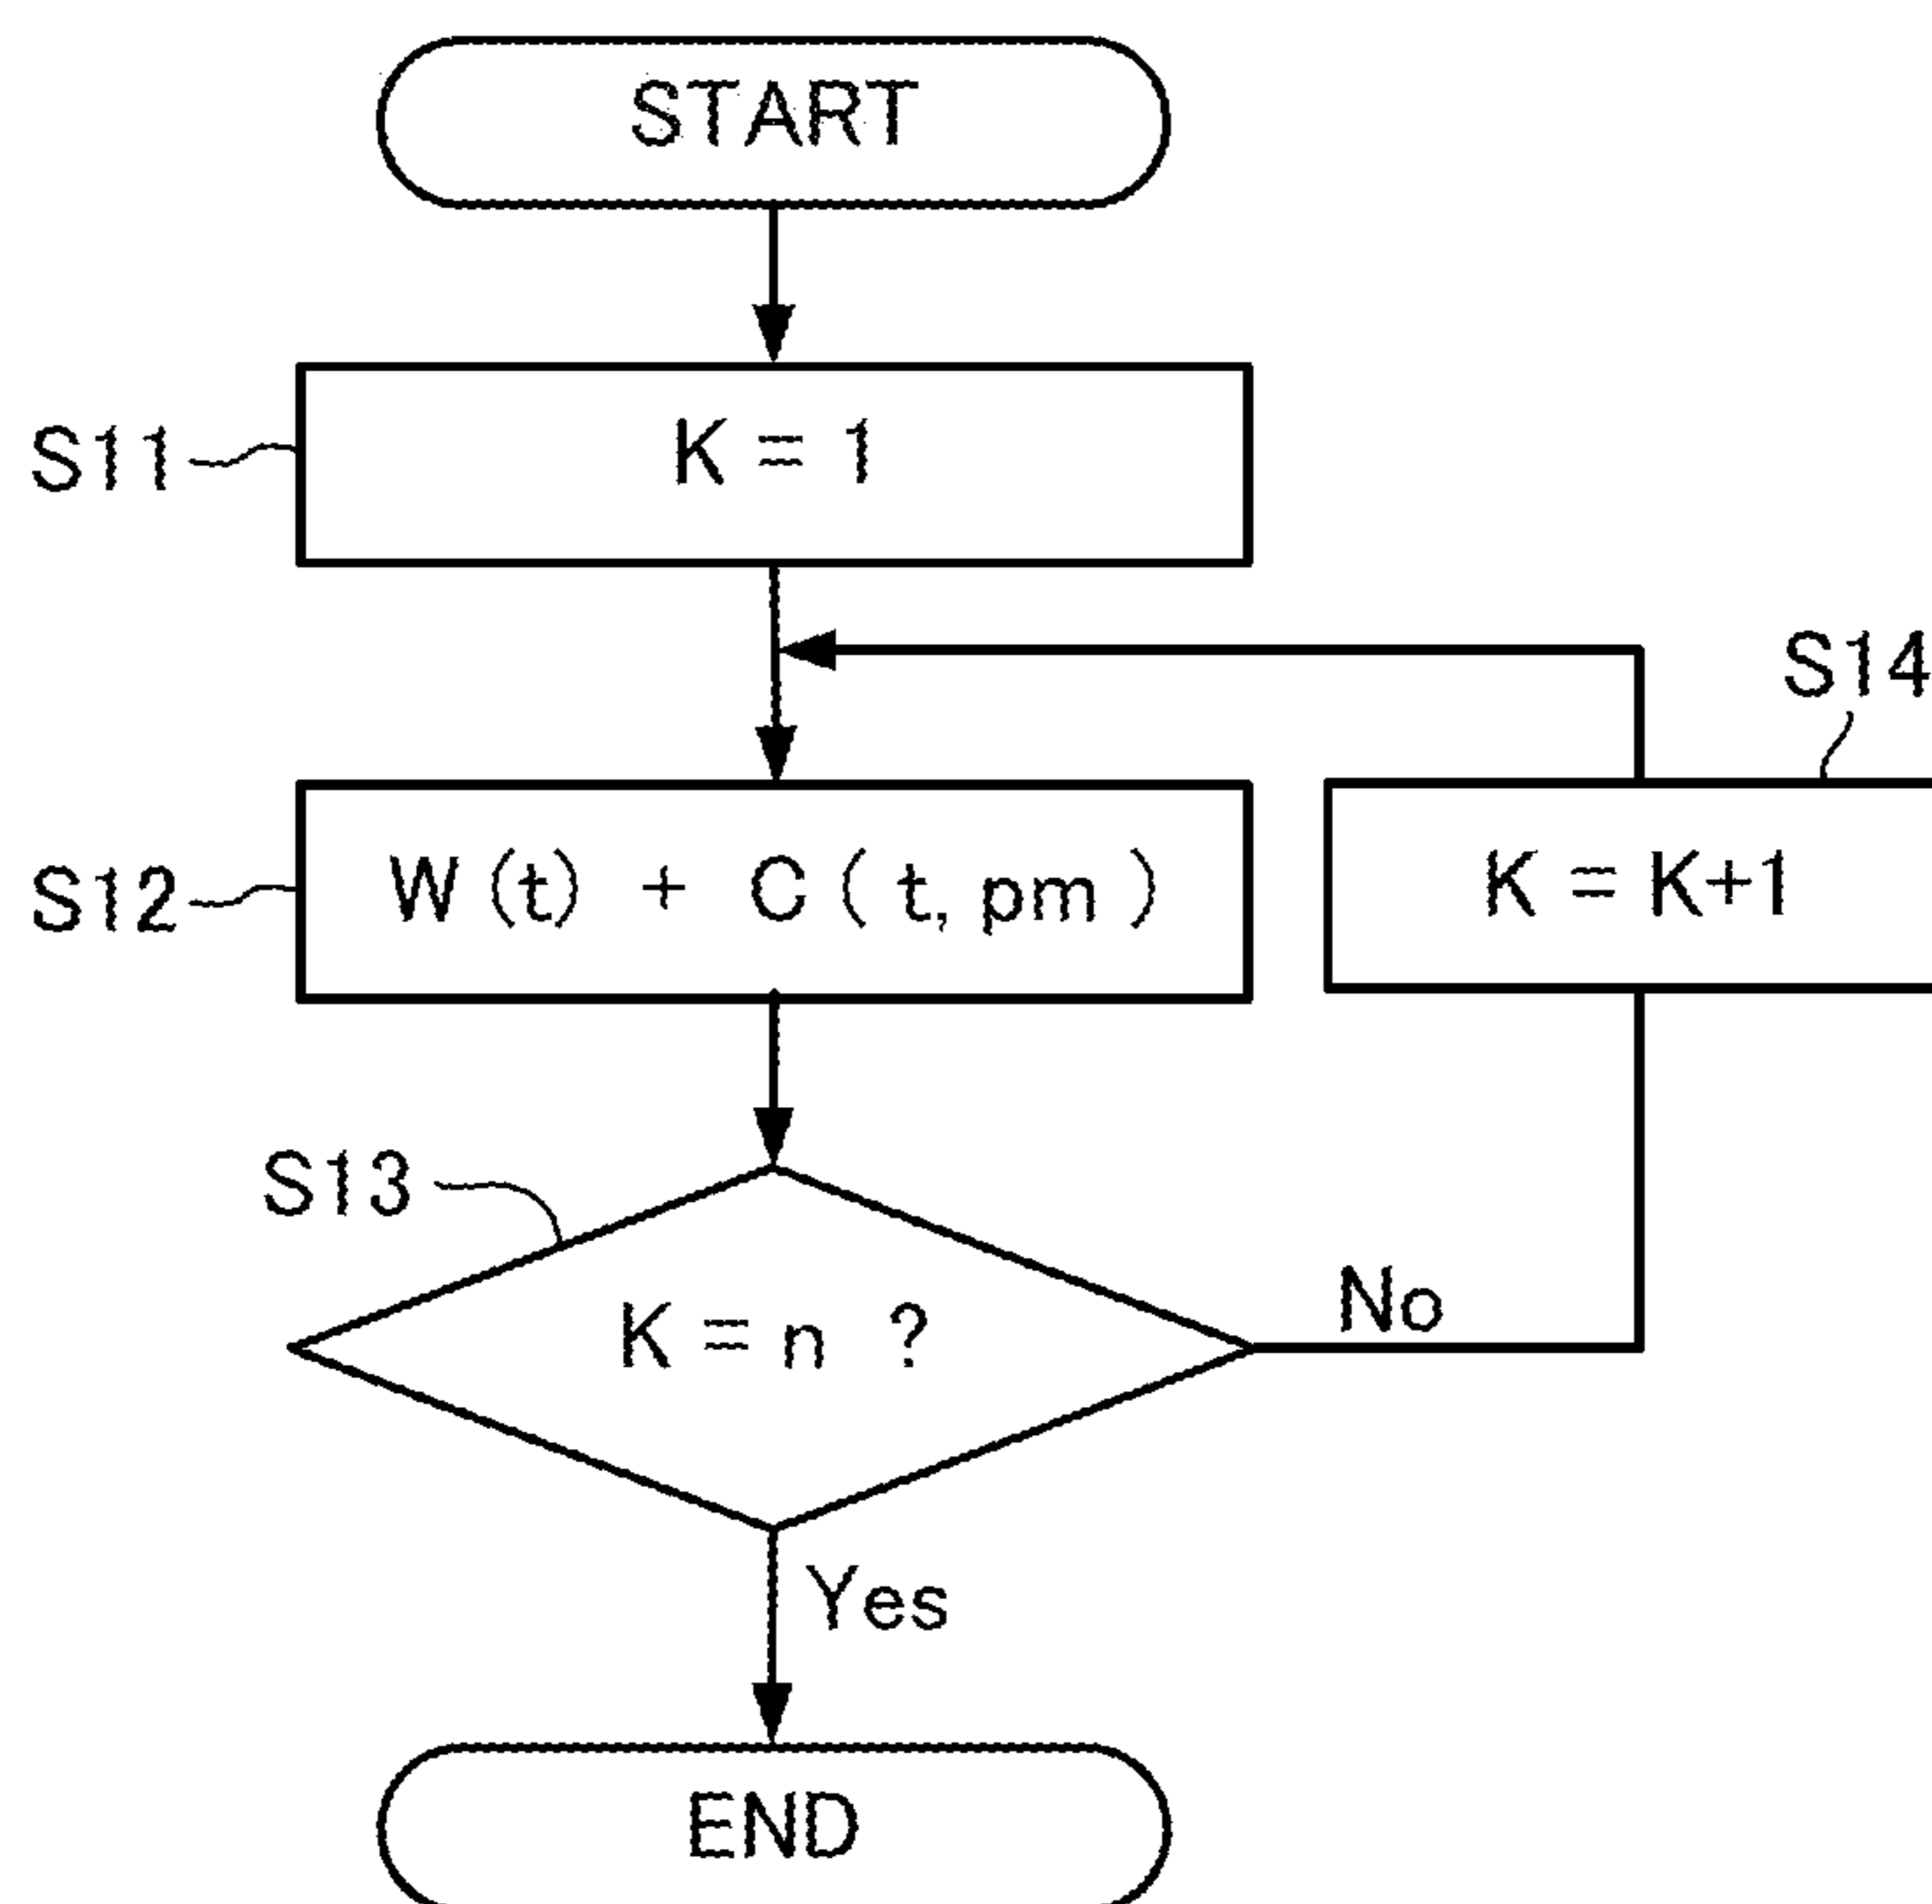 START
S11
K = 1
S14
S12
W (t) + C ( t, pm )
K = K+1
S13
K = n ?
No
Yes
END